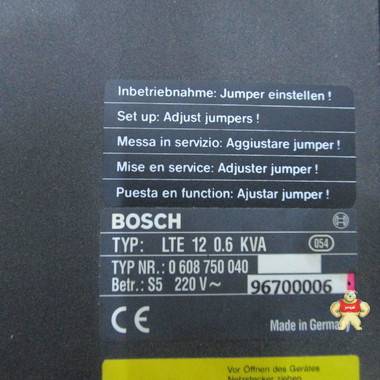 Inbetriebnahme: Jumper einstellen !
Set up: Adjust jumpers !
Messa in servizio: Aggiustare jumper !
Mise en service: Adjuster jumper !
Puesta en function: Ajustar jumper !
BOSCH
TYP: LTE 12 0.6 KVA 054
TYP NR.: 0 608 750 040
Betr.: S5 220 V~ 96700006
CE
Made in Germany
Vor Öffnen des Gerätes
Netzstecker ziehen